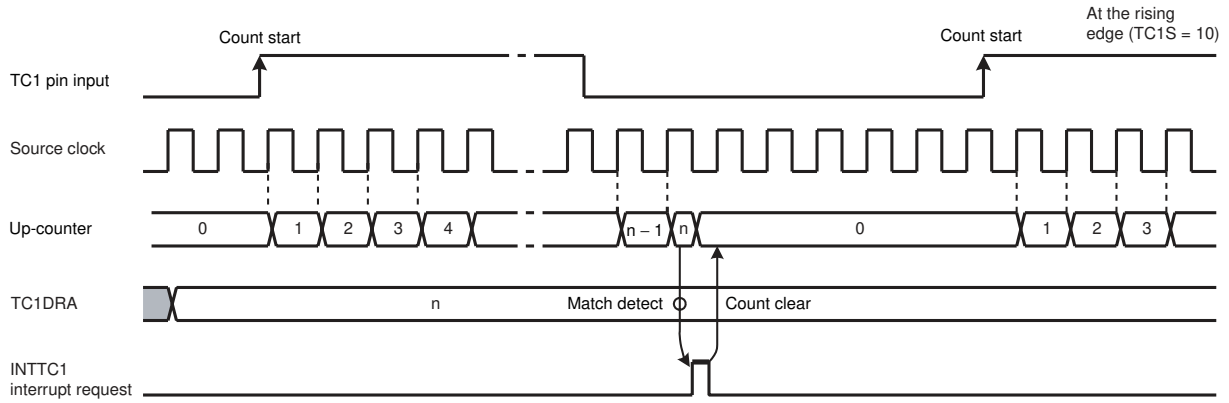 At the rising
edge (TC1S = 10)
Count start
Count start
TC1 pin input
Source clock
Up-counter
0 1 2 3 4 n − 1 n 0 1 2 3
TC1DRA
n Match detect Count clear
INTTC1
interrupt request